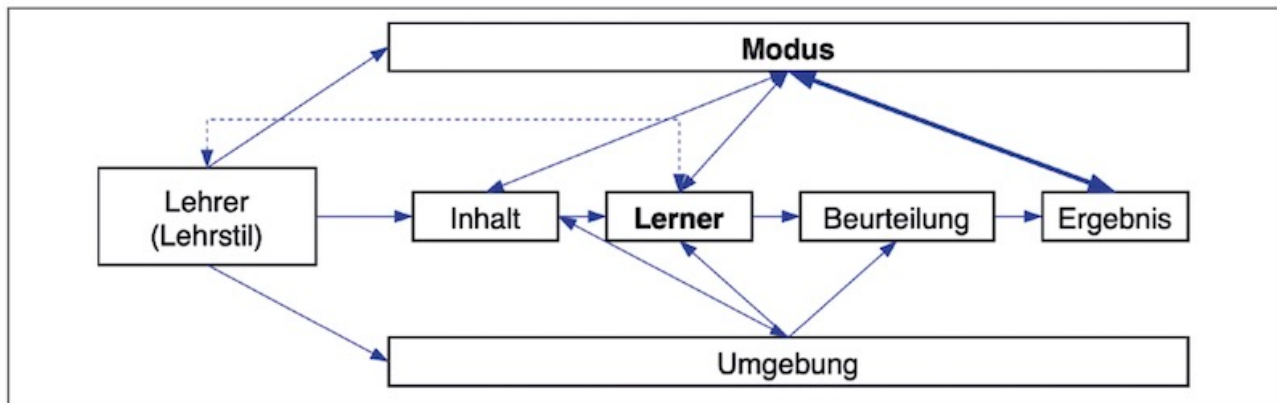 Modus
Lehrer
(Lehrstil)
Inhalt
Lerner
Beurteilung
Ergebnis
Umgebung